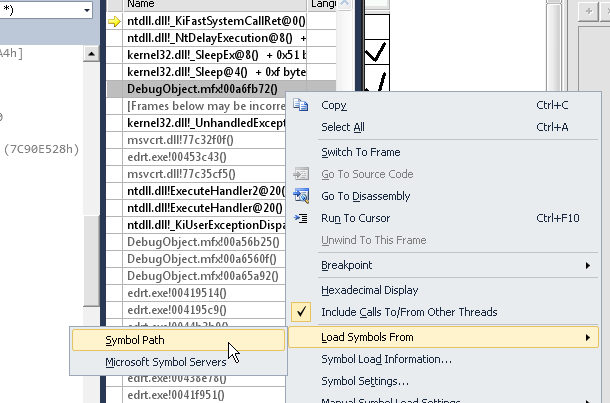 *)
Name
Langu
A4h]
ntdll.dll!_KiFastSystemCallRet@0()
ntdll.dll!_NtDelayExecution@8() +
kernel32.dll!_SleepEx@8() + 0x51 b
kernel32.dll!_Sleep@4() + 0xf byte
DebugObject.mfx!00a6fb72()
[Frames below may be incorre
kernel32.dll!_UnhandledExcept
msvcrt.dll!77c32f0f()
(7C90E528h)
edrt.exe!00453c43()
msvcrt.dll!77c35cf5()
ntdll.dll!ExecuteHandler2@20(
ntdll.dll!ExecuteHandler@20()
ntdll.dll!_KiUserExceptionDispa
DebugObject.mfx!00a56b25()
DebugObject.mfx!00a6560f()
DebugObject.mfx!00a65a92()
edrt.exe!00419514()
edrt.exe!004195c9()
edrt.exe!0041f951()
Copy Ctrl+C
Select All Ctrl+A
Switch To Frame
Go To Source Code
Go To Disassembly
Run To Cursor Ctrl+F10
Unwind To This Frame
Breakpoint
Hexadecimal Display
Include Calls To/From Other Threads
Load Symbols From
Symbol Load Information...
Symbol Settings...
Manual Symbol Load Settings
Symbol Path
Microsoft Symbol Servers